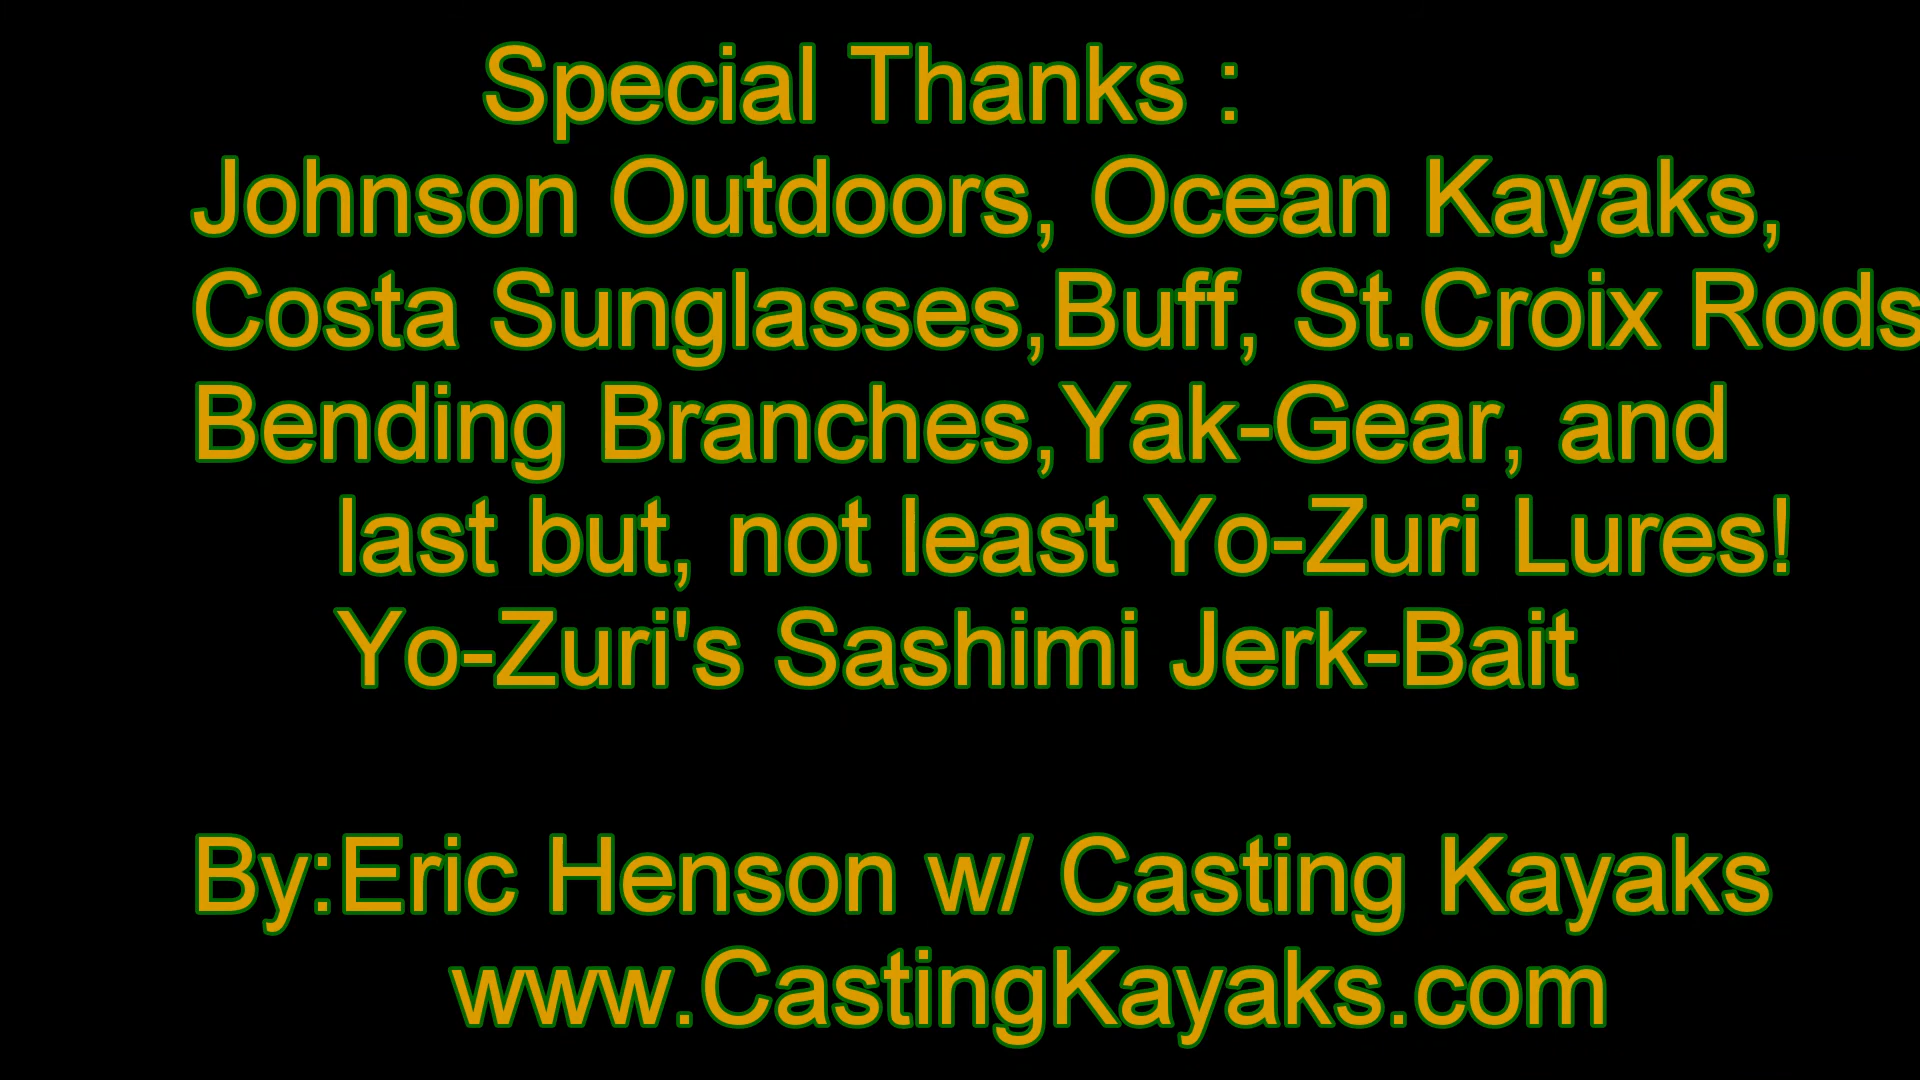 Special Thanks :
Johnson Outdoors, Ocean Kayaks,
Costa Sunglasses,Buff, St.Croix Rods
Bending Branches,Yak-Gear, and
last but, not least Yo-Zuri Lures!
Yo-Zuri's Sashimi Jerk-Bait
By:Eric Henson w/ Casting Kayaks
www.CastingKayaks.com